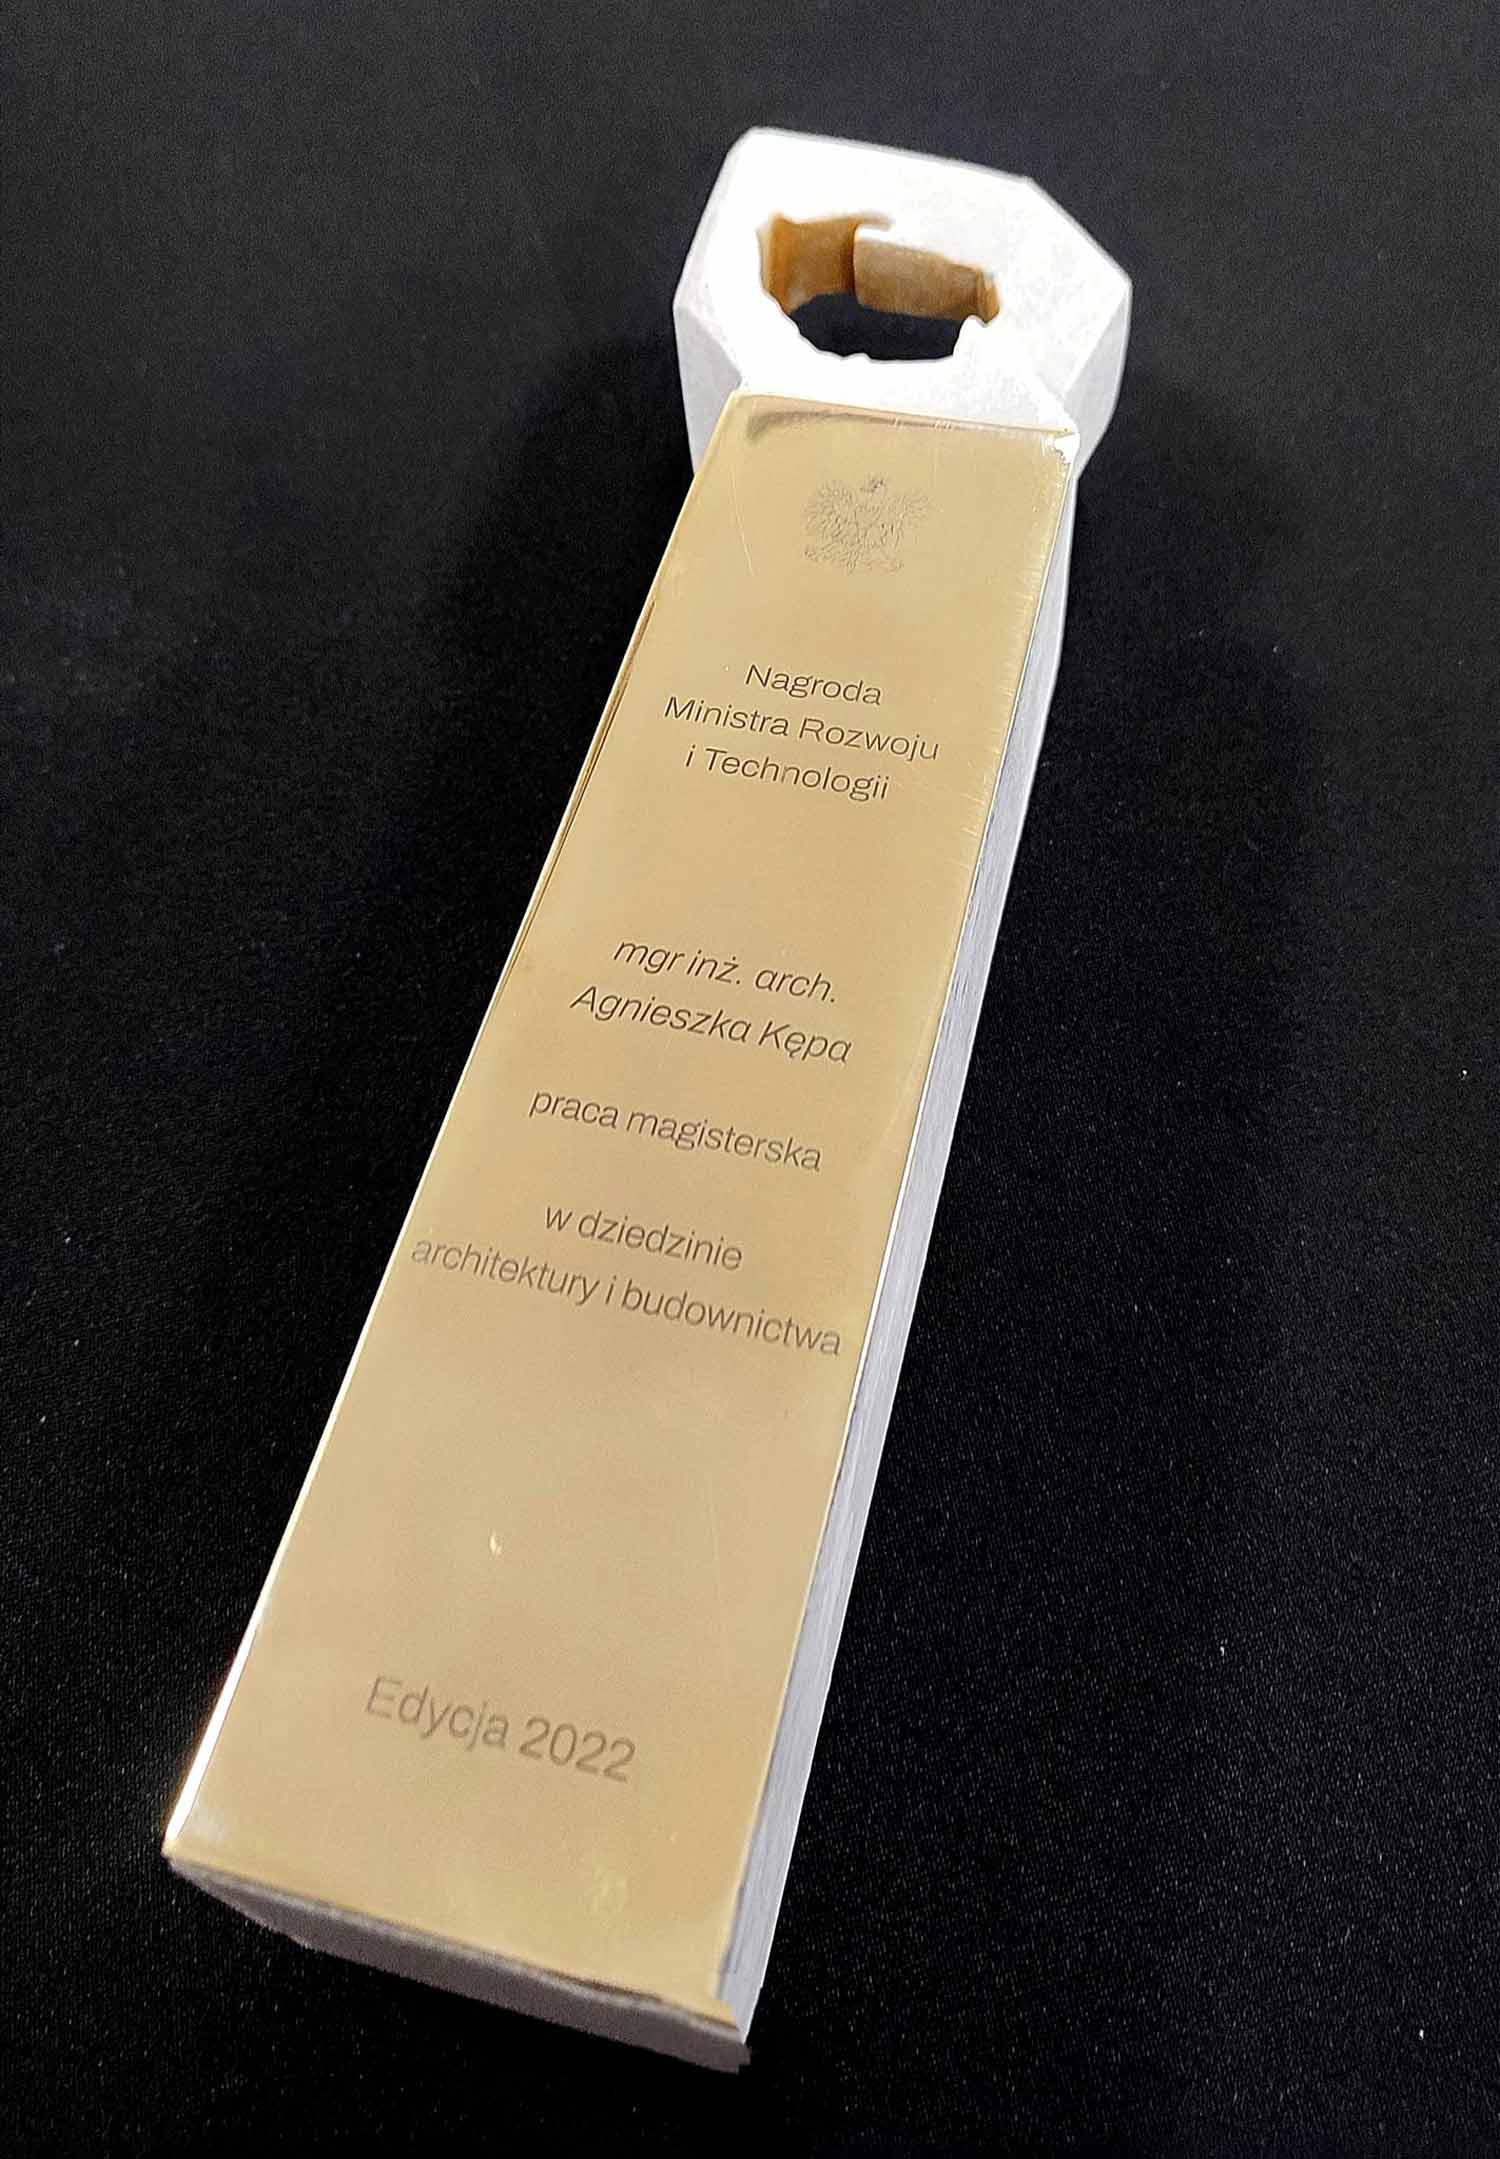 Nagroda
Ministra Rozwoju
i Technologii
mgr inż. arch.
Agnieszka Kępa
praca magisterska
w dziedzinie
architektury i budownictwa
Edycja 2022